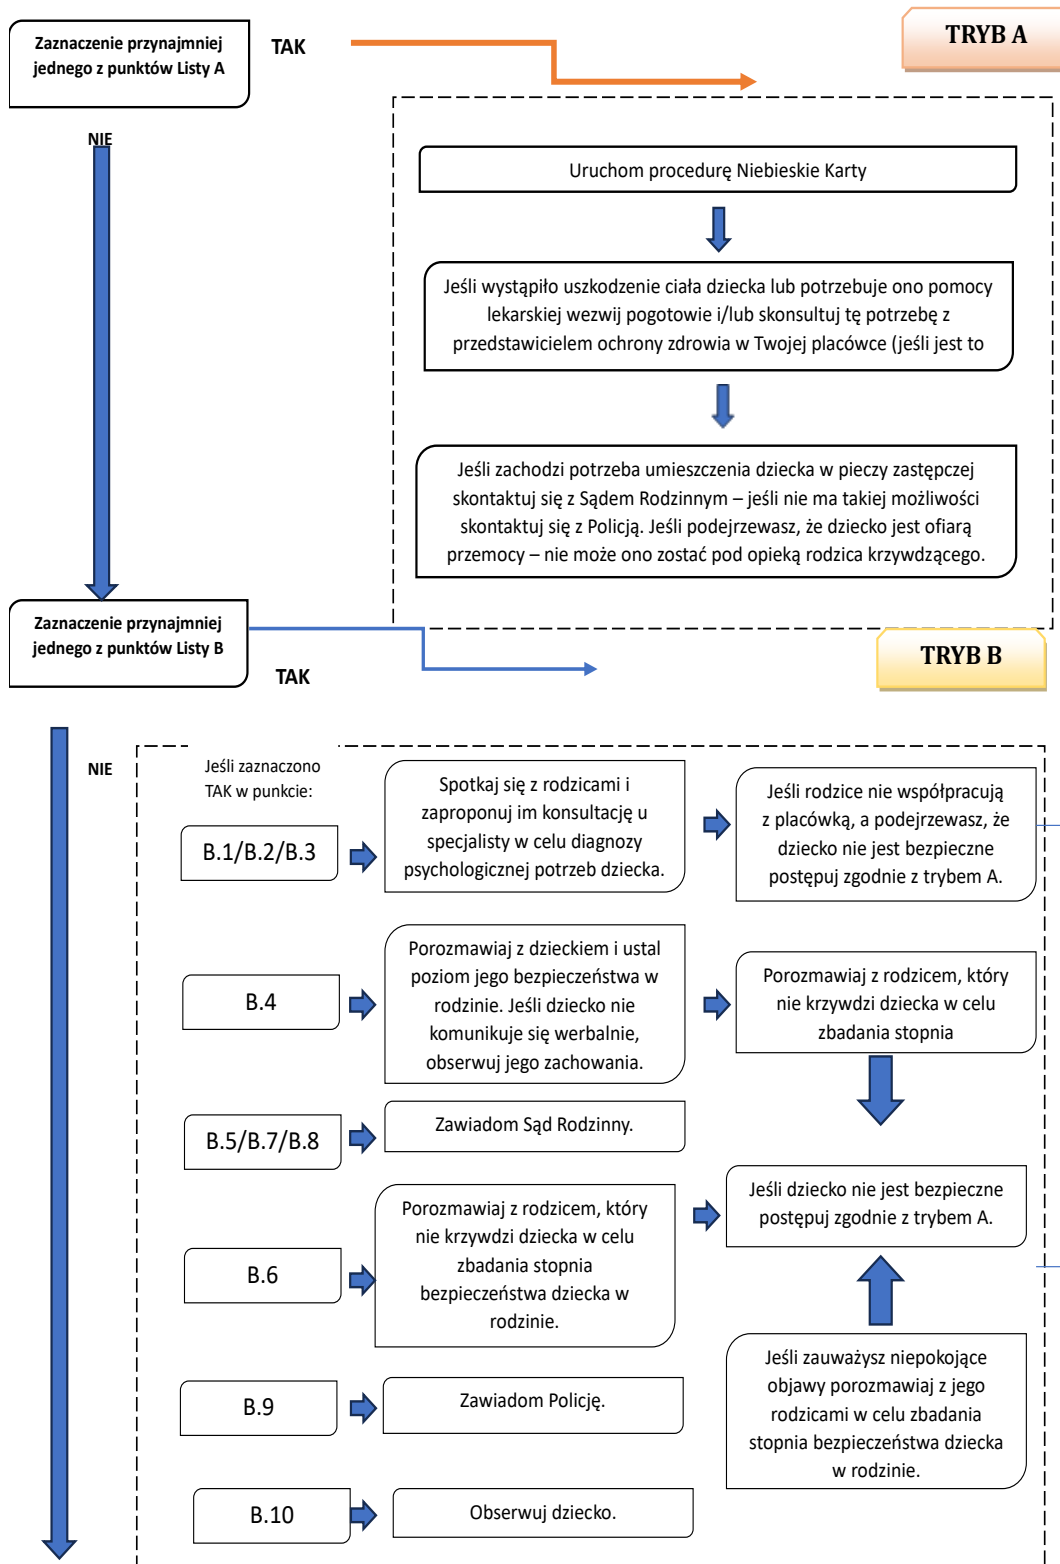 Zaznaczenie przynajmniej
jednego z punktów Listy A
TAK
TRYB A
NIE
Uruchom procedurę Niebieskie Karty
Jeśli wystąpiło uszkodzenie ciała dziecka lub potrzebuje ono pomocy
lekarskiej wezwij pogotowie i/lub skonsultuj tę potrzebę z
przedstawicielem ochrony zdrowia w Twojej placówce (jeśli jest to
Jeśli zachodzi potrzeba umieszczenia dziecka w pieczy zastępczej
skontaktuj się z Sądem Rodzinnym – jeśli nie ma takiej możliwości
skontaktuj się z Policją. Jeśli podejrzewasz, że dziecko jest ofiarą
przemocy – nie może ono zostać pod opieką rodzica krzywdzącego.
Zaznaczenie przynajmniej
jednego z punktów Listy B
TAK
TRYB B
NIE
Jeśli zaznaczono
TAK w punkcie:
B.1/B.2/B.3
Spotkaj się z rodzicami i
zaproponuj im konsultację u
specjalisty w celu diagnozy
psychologicznej potrzeb dziecka.
Jeśli rodzice nie współpracują
z placówką, a podejrzewasz, że
dziecko nie jest bezpieczne
postępuj zgodnie z trybem A.
B.4
Porozmawiaj z dzieckiem i ustal
poziom jego bezpieczeństwa w
rodzinie. Jeśli dziecko nie
komunikuje się werbalnie,
obserwuj jego zachowania.
Porozmawiaj z rodzicem, który
nie krzywdzi dziecka w celu
zbadania stopnia
B.5/B.7/B.8
Zawiadom Sąd Rodzinny.
B.6
Porozmawiaj z rodzicem, który
nie krzywdzi dziecka w celu
zbadania stopnia
bezpieczeństwa dziecka w
rodzinie.
Jeśli dziecko nie jest bezpieczne
postępuj zgodnie z trybem A.
B.9
Zawiadom Policję.
Jeśli zauważysz niepokojące
objawy porozmawiaj z jego
rodzicami w celu zbadania
stopnia bezpieczeństwa dziecka
w rodzinie.
B.10
Obserwuj dziecko.